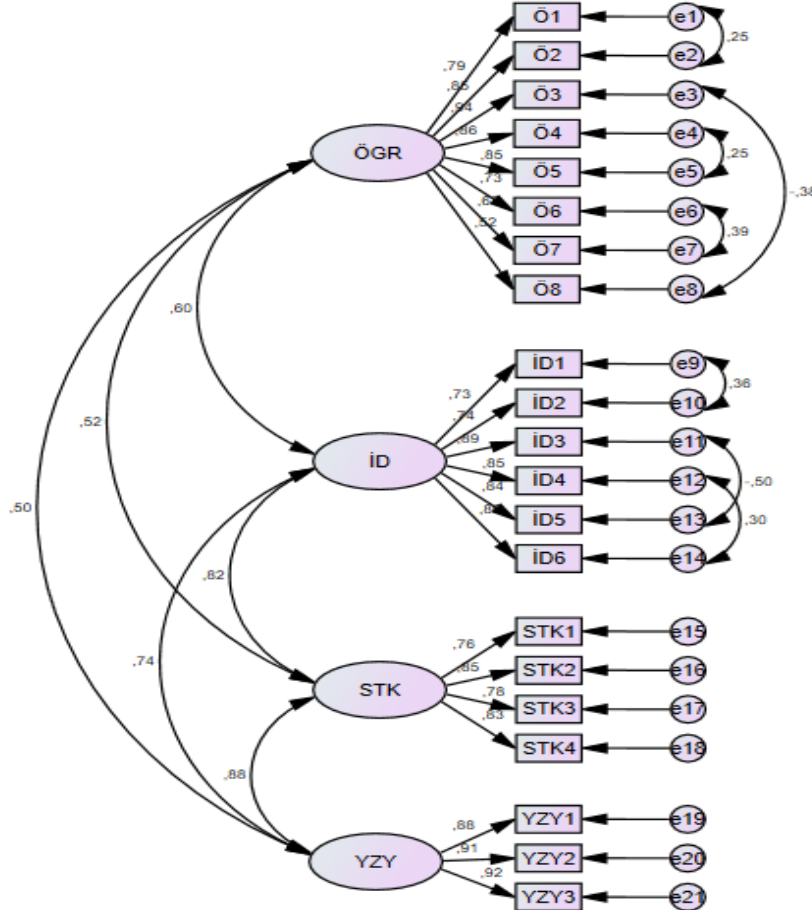 Ö1
e1
,25
Ö2
e2
,79
,85
Ö3
e3
,94
,86
Ö4
e4
ÖGR
,25
,85
Ö5
e5
,73
-,38
Ö6
e6
,39
,52
Ö7
e7
Ö8
e8
,60
İD1
e9
,36
,73
İD2
e10
,74
,52
,89
İD3
e11
İD
,85
İD4
e12
-,50
,84
,50
İD5
e13
,30
İD6
e14
,82
STK1
e15
,76
,74
,85
STK2
e16
STK
,78
STK3
e17
,83
STK4
e18
,88
YZY1
e19
,88
,91
YZY
YZY2
e20
,92
YZY3
e21